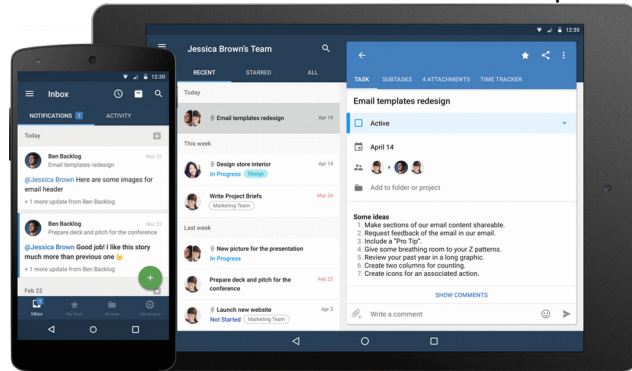 12:30
Inbox
NOTIFICATIONS 1
ACTIVITY
Today
Ben Backlog Mar 22
Email templates redesign
@Jessica Brown Here are some images for
email header
+ 1 more update from Ben Backlog
Ben Backlog Mar 22
Prepare deck and pitch for the conference
@Jessica Brown Good job! I like this story
much more than previous one 👍
+ 1 more update from Ben Backlog
Feb 22
+
Inbox
My Work
Browse
Dashboard
12:30
Jessica Brown's Team
RECENT
STARRED
ALL
Today
Email templates redesign Apr 14
This week
Design store interior Apr 14
In Progress Design
Write Project Briefs Mar 24
Marketing Team
Last week
New picture for the presentation
In Progress
Prepare deck and pitch for the Feb 22
conference
Launch new website Apr 3
Not Started Marketing Team
TASK
SUBTASKS
4 ATTACHMENTS
TIME TRACKER
Email templates redesign
Active
April 14
Add to folder or project
Some ideas
1. Make sections of our email content shareable.
2. Request feedback of the email in our email.
3. Include a "Pro Tip".
4. Give some breathing room to your Z patterns.
5. Review your past year in a long graphic.
6. Create two columns for counting.
7. Create icons for an associated action.
SHOW COMMENTS
Write a comment